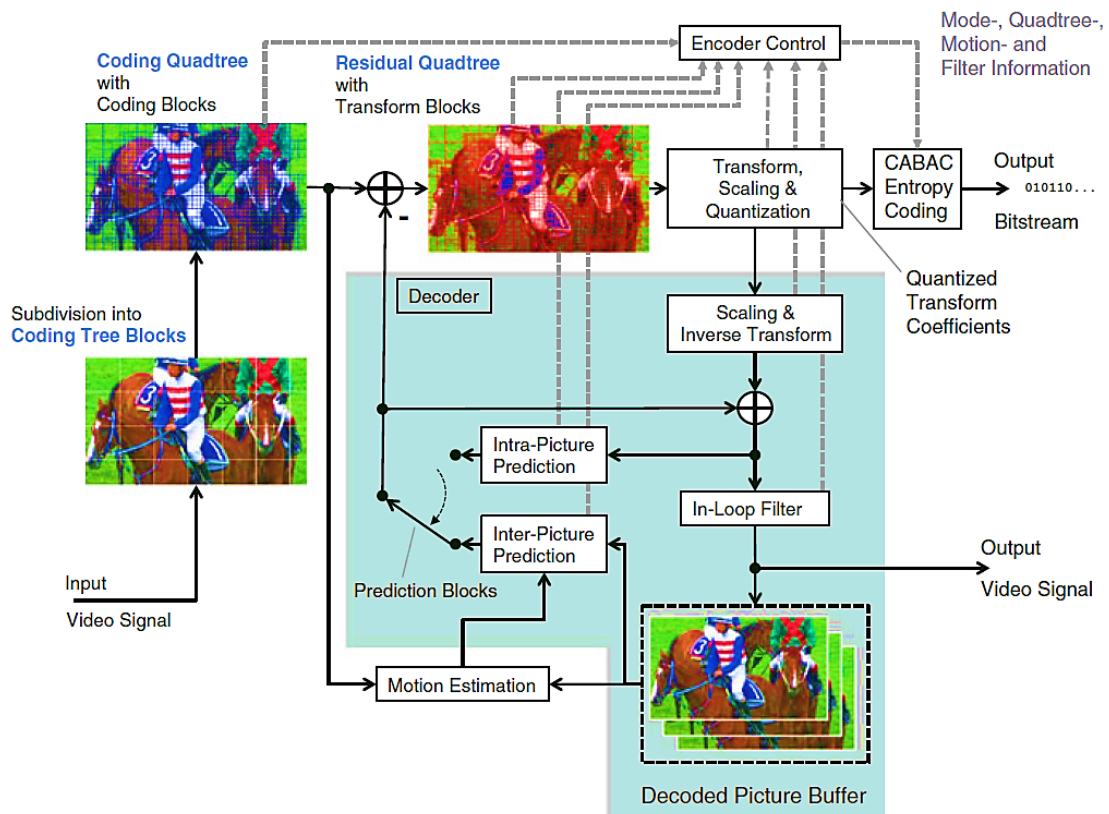 Mode-, Quadtree-,
Motion- and
Filter Information
Encoder Control
Coding Quadtree
with
Coding Blocks
Residual Quadtree
with
Transform Blocks
Transform,
Scaling &
Quantization
CABAC
Entropy
Coding
Output
010110...
Bitstream
-
Decoder
Quantized
Transform
Coefficients
Subdivision into
Coding Tree Blocks
Scaling &
Inverse Transform
Intra-Picture
Prediction
In-Loop Filter
Inter-Picture
Prediction
Output
Video Signal
Input
Video Signal
Prediction Blocks
Motion Estimation
Decoded Picture Buffer